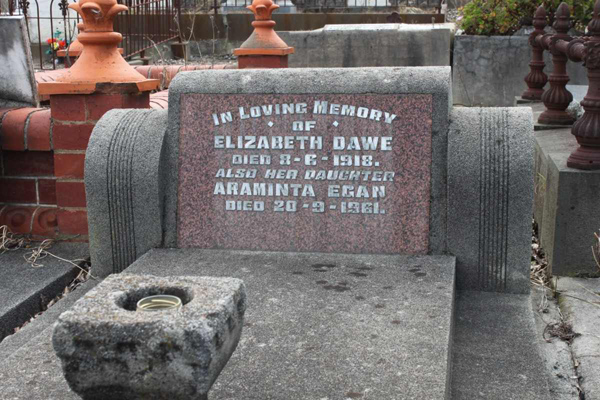 IN LOVING MEMORY
OF
ELIZABETH DAWE
DIED 8-6-1918.
ALSO HER DAUGHTER
ARAMINTA EGAN
DIED 20-9-1961.